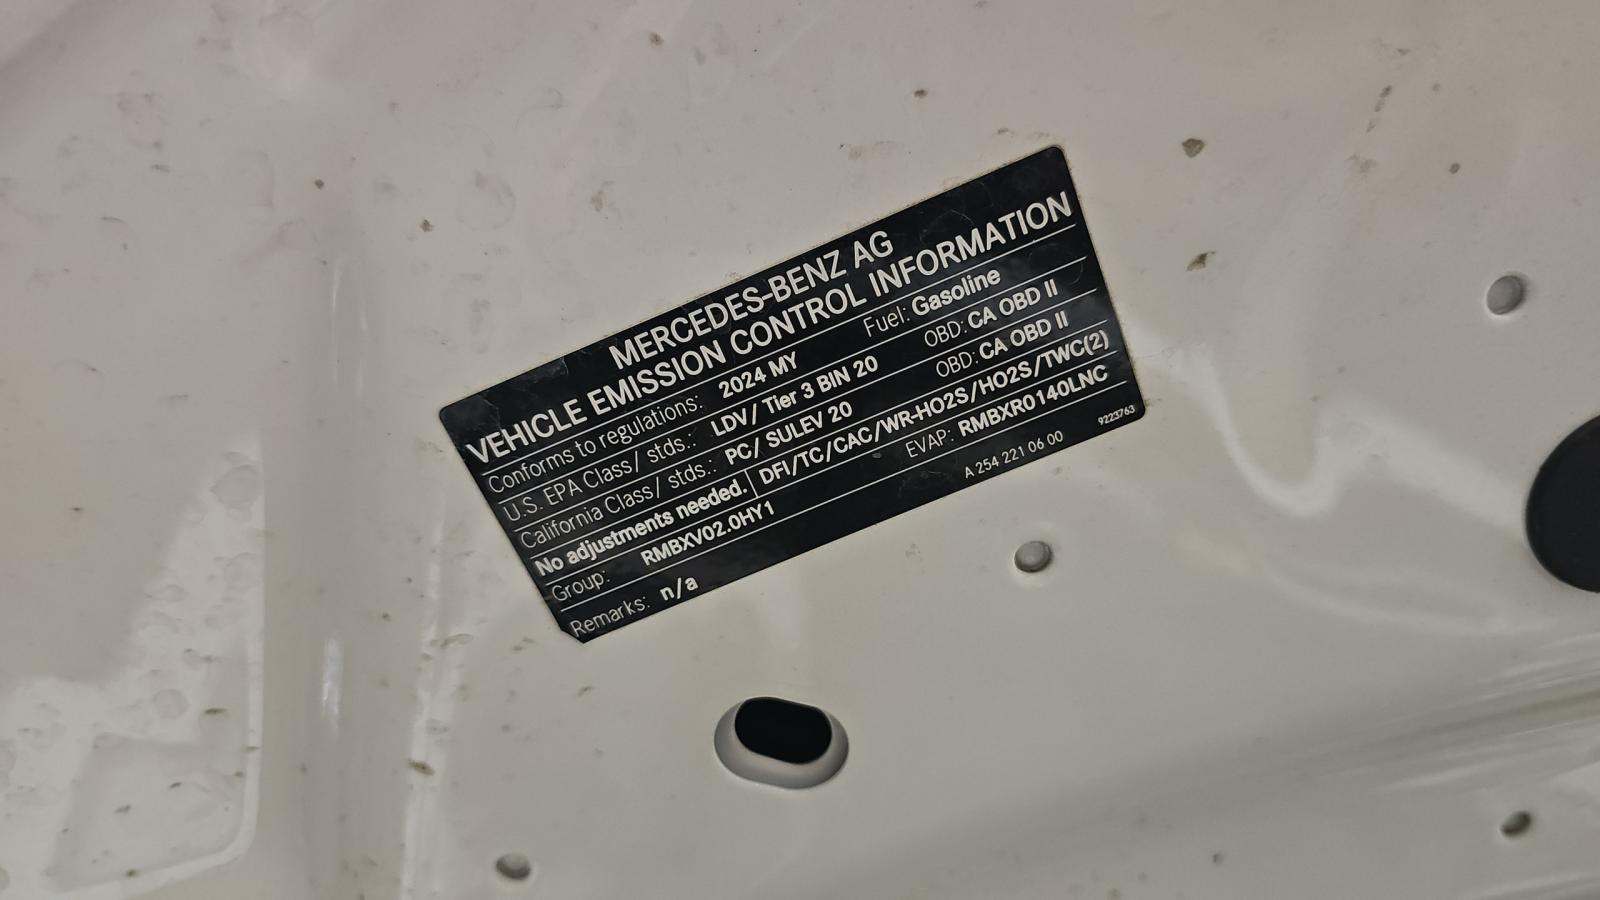 MERCEDES-BENZ AG
VEHICLE EMISSION CONTROL INFORMATION
Conforms to regulations: 2024 MY Fuel: Gasoline
U.S. EPA Class/ stds.: LDV/ Tier 3 BIN 20 OBD: CA OBD II
California Class/ stds.: PC/ SULEV 20 OBD: CA OBD II
No adjustments needed. DFI/TC/CAC/WR-HO2S/HO2S/TWC(2)
Group: RMBXV02.0HY1 EVAP: RMBXR0140LNC
Remarks: n/a A 254 221 06 00 9223763